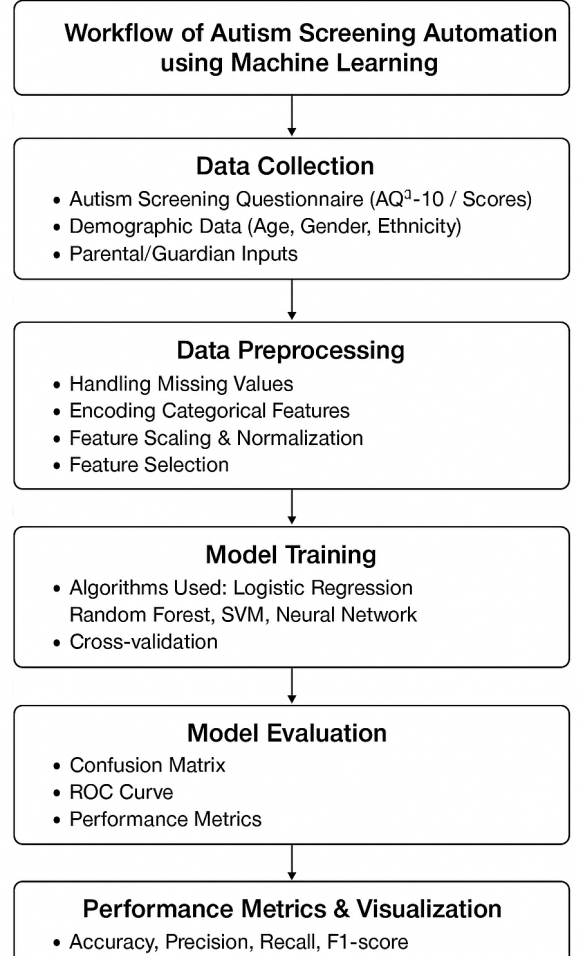 Workflow of Autism Screening Automation
using Machine Learning
Data Collection
• Autism Screening Questionnaire (AQ-10 / Scores)
• Demographic Data (Age, Gender, Ethnicity)
• Parental/Guardian Inputs
Data Preprocessing
• Handling Missing Values
• Encoding Categorical Features
• Feature Scaling & Normalization
• Feature Selection
Model Training
• Algorithms Used: Logistic Regression
Random Forest, SVM, Neural Network
• Cross-validation
Model Evaluation
• Confusion Matrix
• ROC Curve
• Performance Metrics
Performance Metrics & Visualization
• Accuracy, Precision, Recall, F1-score